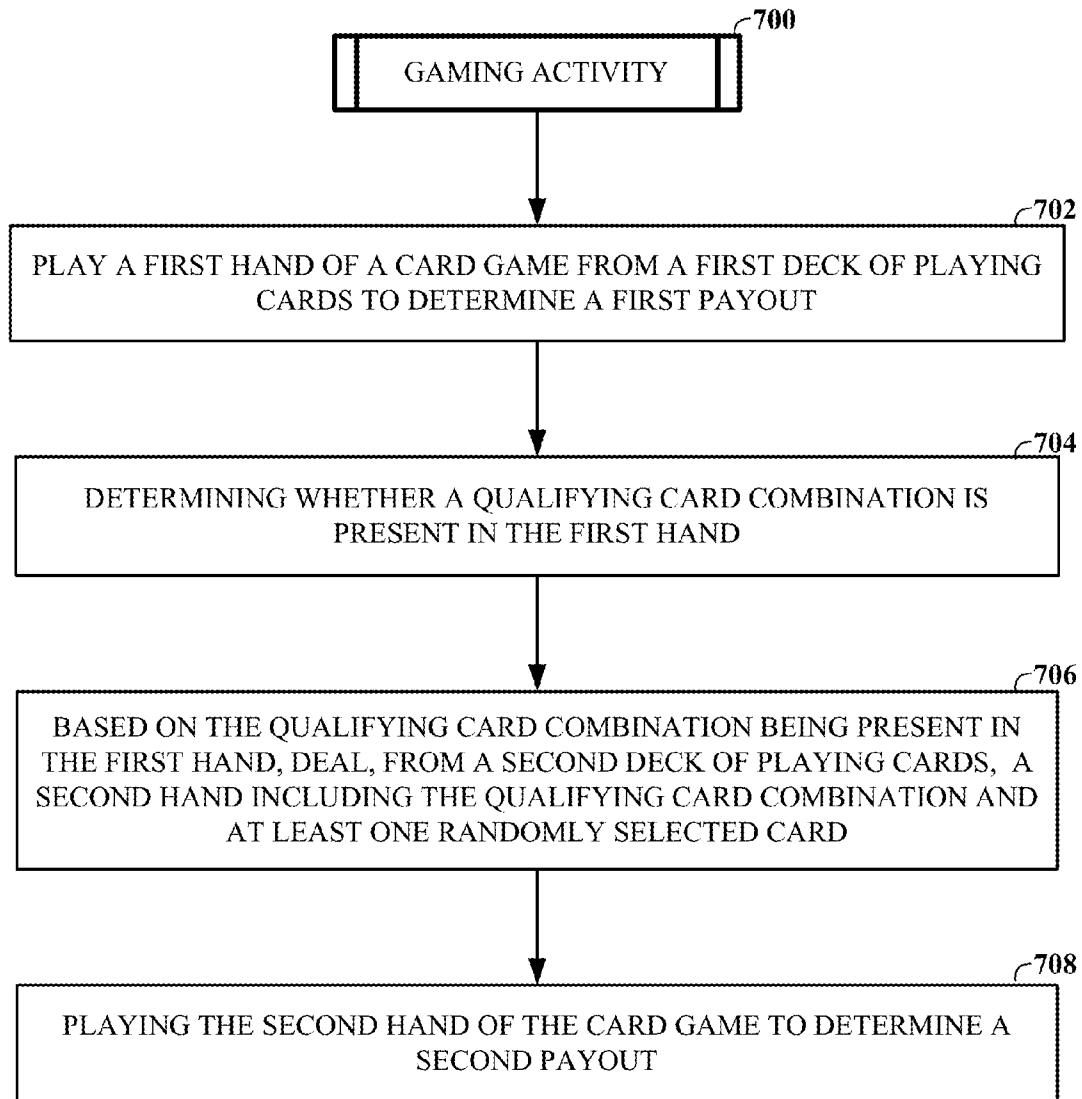 700
GAMING ACTIVITY
702
PLAY A FIRST HAND OF A CARD GAME FROM A FIRST DECK OF PLAYING
CARDS TO DETERMINE A FIRST PAYOUT
704
DETERMINING WHETHER A QUALIFYING CARD COMBINATION IS
PRESENT IN THE FIRST HAND
706
BASED ON THE QUALIFYING CARD COMBINATION BEING PRESENT IN
THE FIRST HAND, DEAL, FROM A SECOND DECK OF PLAYING CARDS, A
SECOND HAND INCLUDING THE QUALIFYING CARD COMBINATION AND
AT LEAST ONE RANDOMLY SELECTED CARD
708
PLAYING THE SECOND HAND OF THE CARD GAME TO DETERMINE A
SECOND PAYOUT